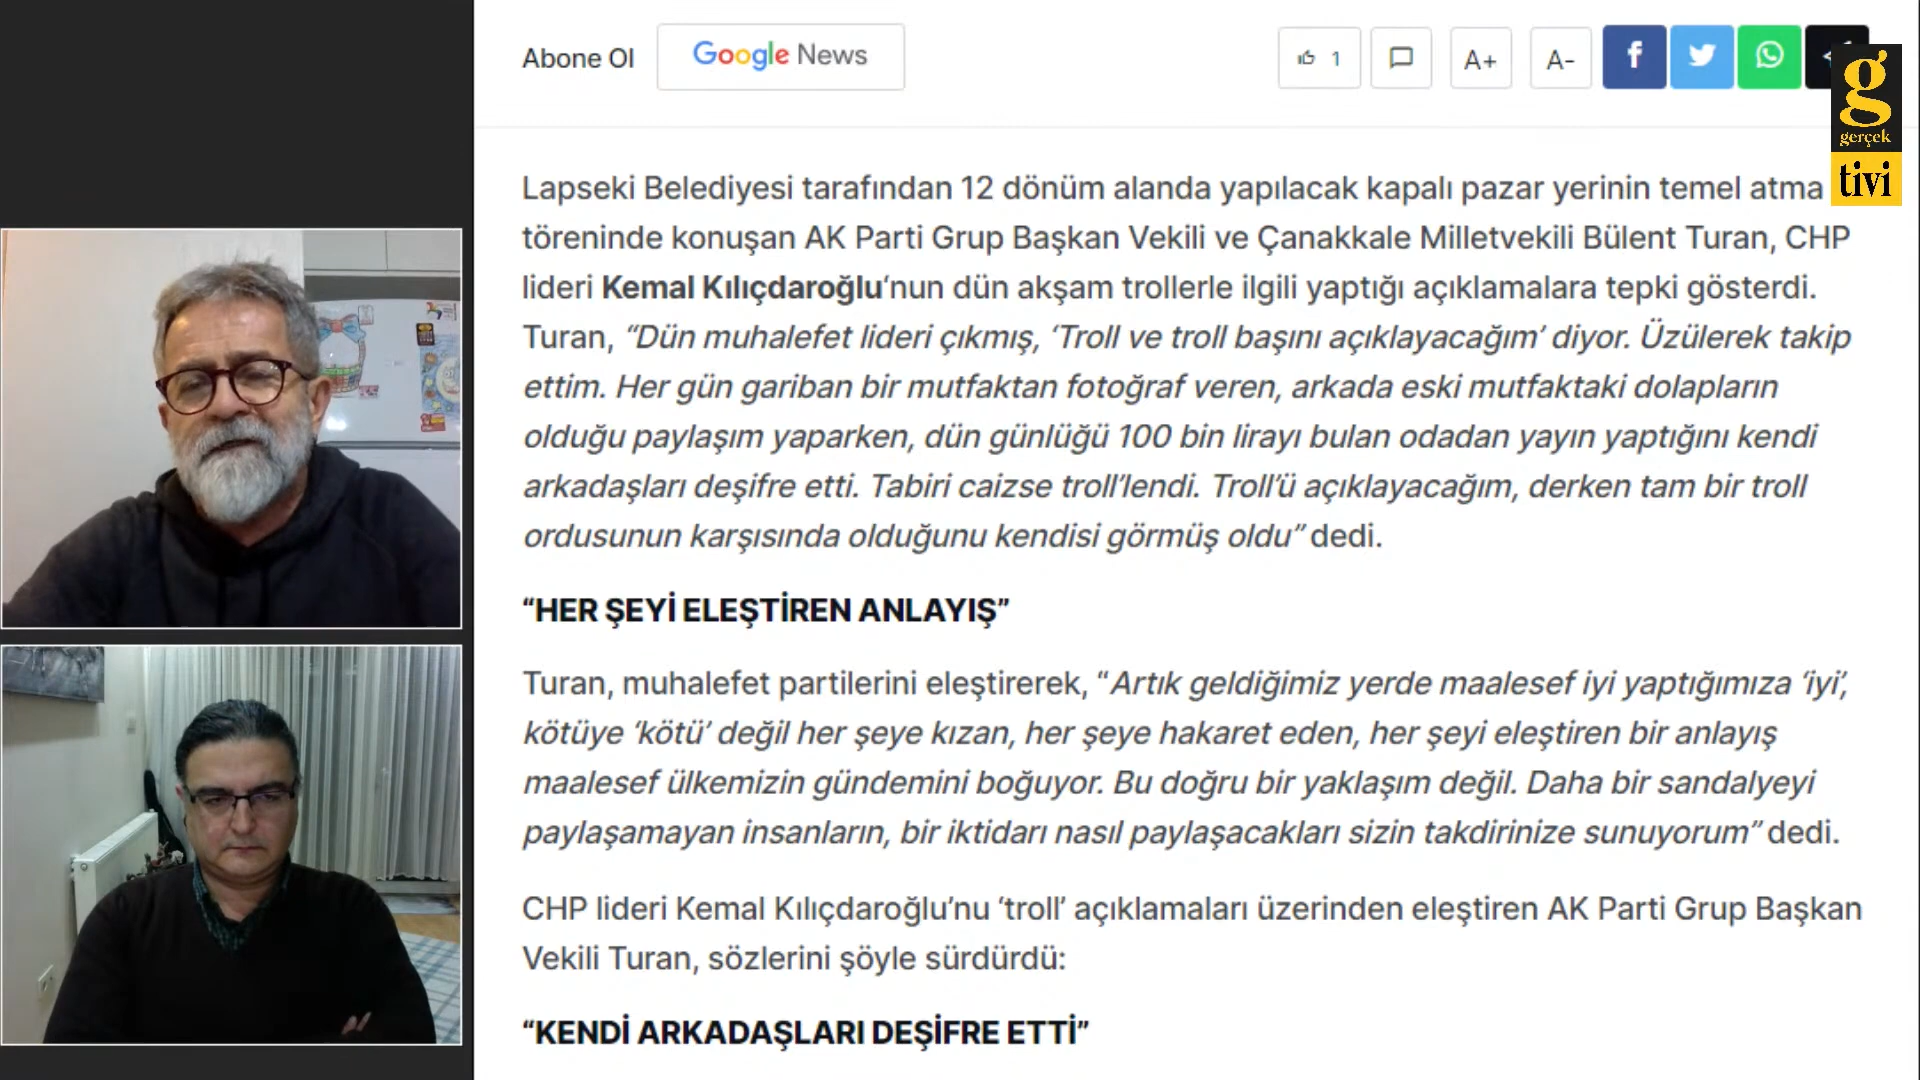 Abone Ol
Google News
1
A+
A-
g
gerçek
tivi
Lapseki Belediyesi tarafından 12 dönüm alanda yapılacak kapalı pazar yerinin temel atma
töreninde konuşan AK Parti Grup Başkan Vekili ve Çanakkale Milletvekili Bülent Turan, CHP
lideri Kemal Kılıçdaroğlu‘nun dün akşam trollerle ilgili yaptığı açıklamalara tepki gösterdi.
Turan, “Dün muhalefet lideri çıkmış, ‘Troll ve troll başını açıklayacağım’ diyor. Üzülerek takip
ettim. Her gün gariban bir mutfaktan fotoğraf veren, arkada eski mutfaktaki dolapların
olduğu paylaşım yaparken, dün günlüğü 100 bin lirayı bulan odadan yayın yaptığını kendi
arkadaşları deşifre etti. Tabiri caizse troll’lendi. Troll’ü açıklayacağım, derken tam bir troll
ordusunun karşısında olduğunu kendisi görmüş oldu” dedi.
“HER ŞEYİ ELEŞTİREN ANLAYIŞ”
Turan, muhalefet partilerini eleştirerek, “Artık geldiğimiz yerde maalesef iyi yaptığımıza ‘iyi’,
kötüye ‘kötü’ değil her şeye kızan, her şeye hakaret eden, her şeyi eleştiren bir anlayış
maalesef ülkemizin gündemini boğuyor. Bu doğru bir yaklaşım değil. Daha bir sandalyeyi
paylaşamayan insanların, bir iktidarı nasıl paylaşacakları sizin takdirinize sunuyorum” dedi.
CHP lideri Kemal Kılıçdaroğlu’nu ‘troll’ açıklamaları üzerinden eleştiren AK Parti Grup Başkan
Vekili Turan, sözlerini şöyle sürdürdü:
“KENDİ ARKADAŞLARI DEŞİFRE ETTİ”